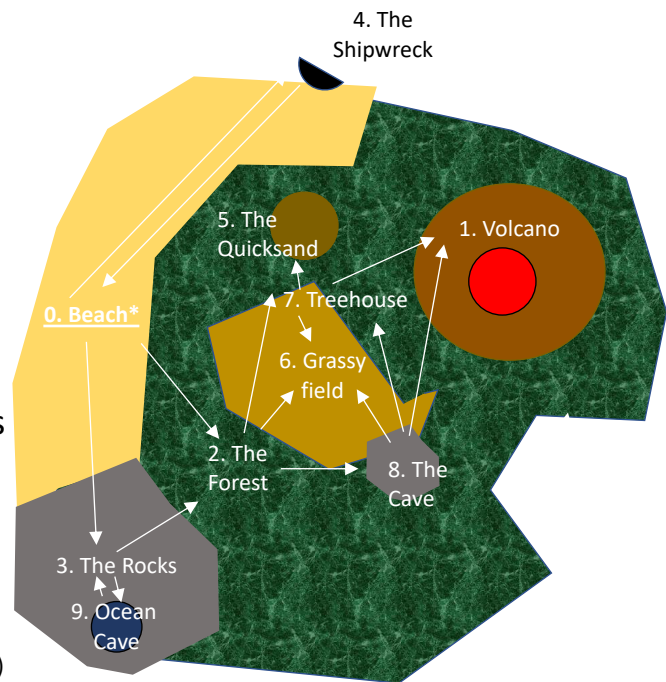 4. The
Shipwreck
5. The
Quicksand
1. Volcano
0. Beach*
7. Treehouse
6. Grassy
field
s
2. The
Forest
8. The
Cave
3. The Rocks
9. Ocean
Cave
)